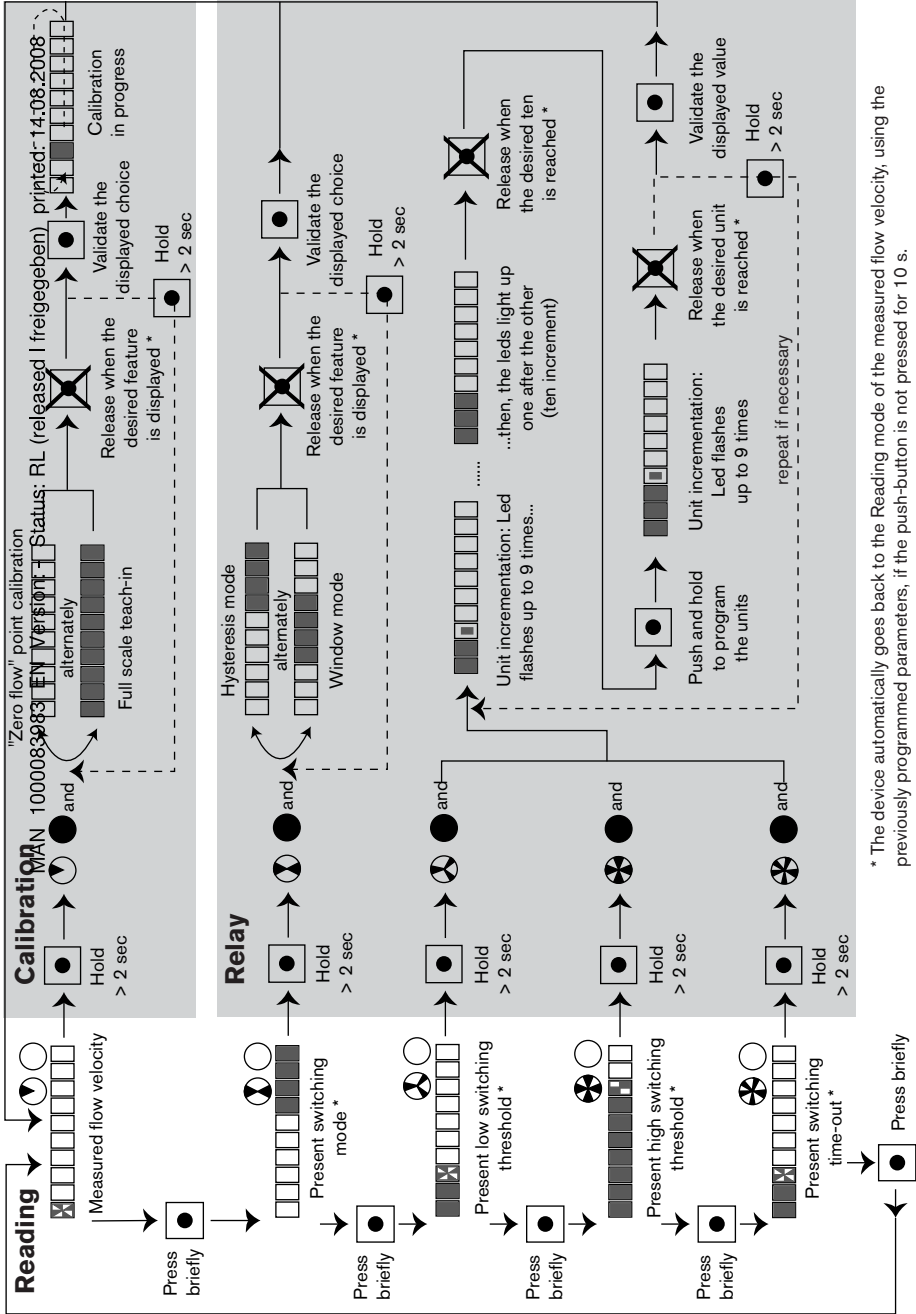 MAN 1000083983 EN Version: - Status: RL (released | freigegeben) printed: 14.08.2008
Reading
Measured flow velocity
Press
briefly
Present switching
mode *
Press
briefly
Present low switching
threshold *
Press
briefly
Present high switching
threshold *
Press
briefly
Present switching
time-out *
Press briefly
Calibration
Hold
> 2 sec
and
"Zero flow" point calibration
alternately
Full scale teach-in
Release when the
desired feature
is displayed *
Validate the
displayed choice
Hold
> 2 sec
Calibration
in progress
Relay
Hold
> 2 sec
and
Hysteresis mode
alternately
Window mode
Release when the
desired feature
is displayed *
Validate the
displayed choice
Hold
> 2 sec
Hold
> 2 sec
and
Hold
> 2 sec
and
Hold
> 2 sec
and
Unit incrementation: Led
flashes up to 9 times...
......
...then, the leds light up
one after the other
(ten increment)
Release when
the desired ten
is reached *
Push and hold
to program
the units
Unit incrementation:
Led flashes
up to 9 times
Release when
the desired unit
is reached *
Validate the
displayed value
Hold
> 2 sec
repeat if necessary
* The device automatically goes back to the Reading mode of the measured flow velocity, using the
previously programmed parameters, if the push-button is not pressed for 10 s.